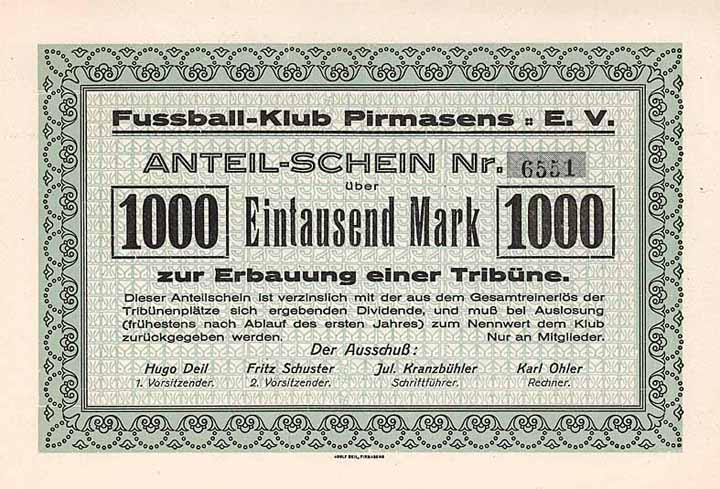 Fussball-Klub Pirmasens :: E. V.
ANTEIL-SCHEIN Nr. 6551
über
1000 Eintausend Mark 1000
zur Erbauung einer Tribüne.
Dieser Anteilschein ist verzinslich mit der aus dem Gesamtreinerlös der
Tribünenplätze sich ergebenden Dividende, und muß bei Auslosung
(frühestens nach Ablauf des ersten Jahres) zum Nennwert dem Klub
zurückgegeben werden. Nur an Mitglieder.
Der Ausschuß:
Hugo Deil Fritz Schuster Jul. Kranzbühler Karl Ohler
1. Vorsitzender. 2. Vorsitzender. Schriftführer. Rechner.
ADOLF DEIL, PIRMASENS